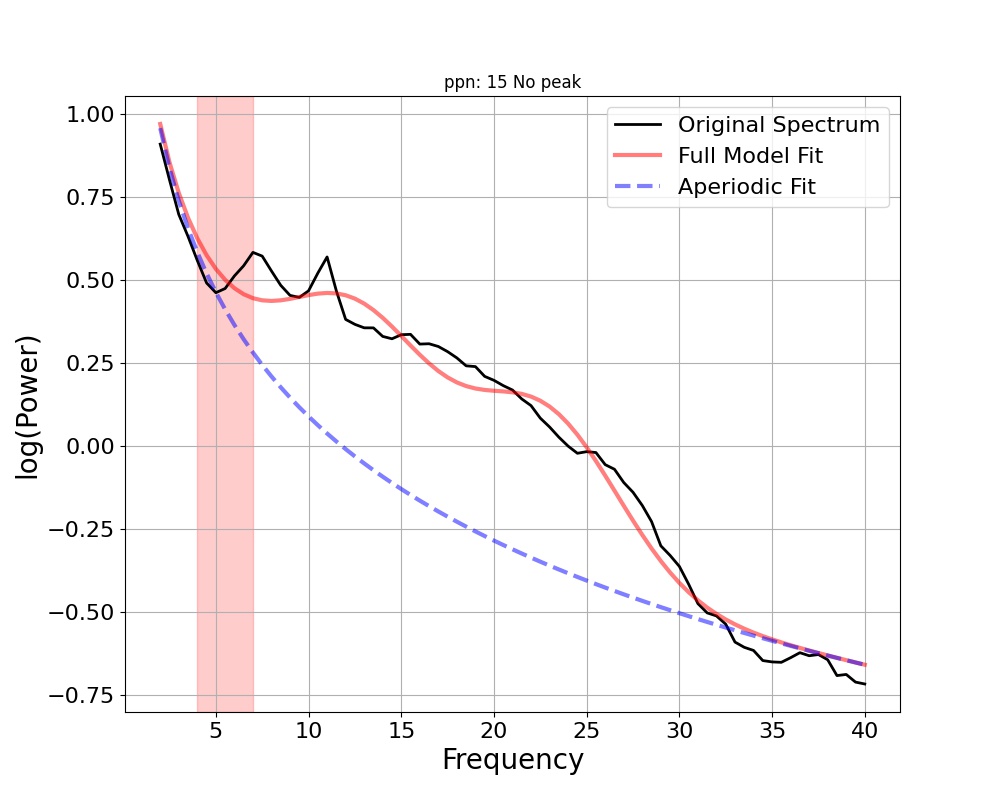 ppn: 15 No peak
Original Spectrum
Full Model Fit
Aperiodic Fit
log(Power)
1.00
0.75
0.50
0.25
0.00
−0.25
−0.50
−0.75
5 10 15 20 25 30 35 40
Frequency